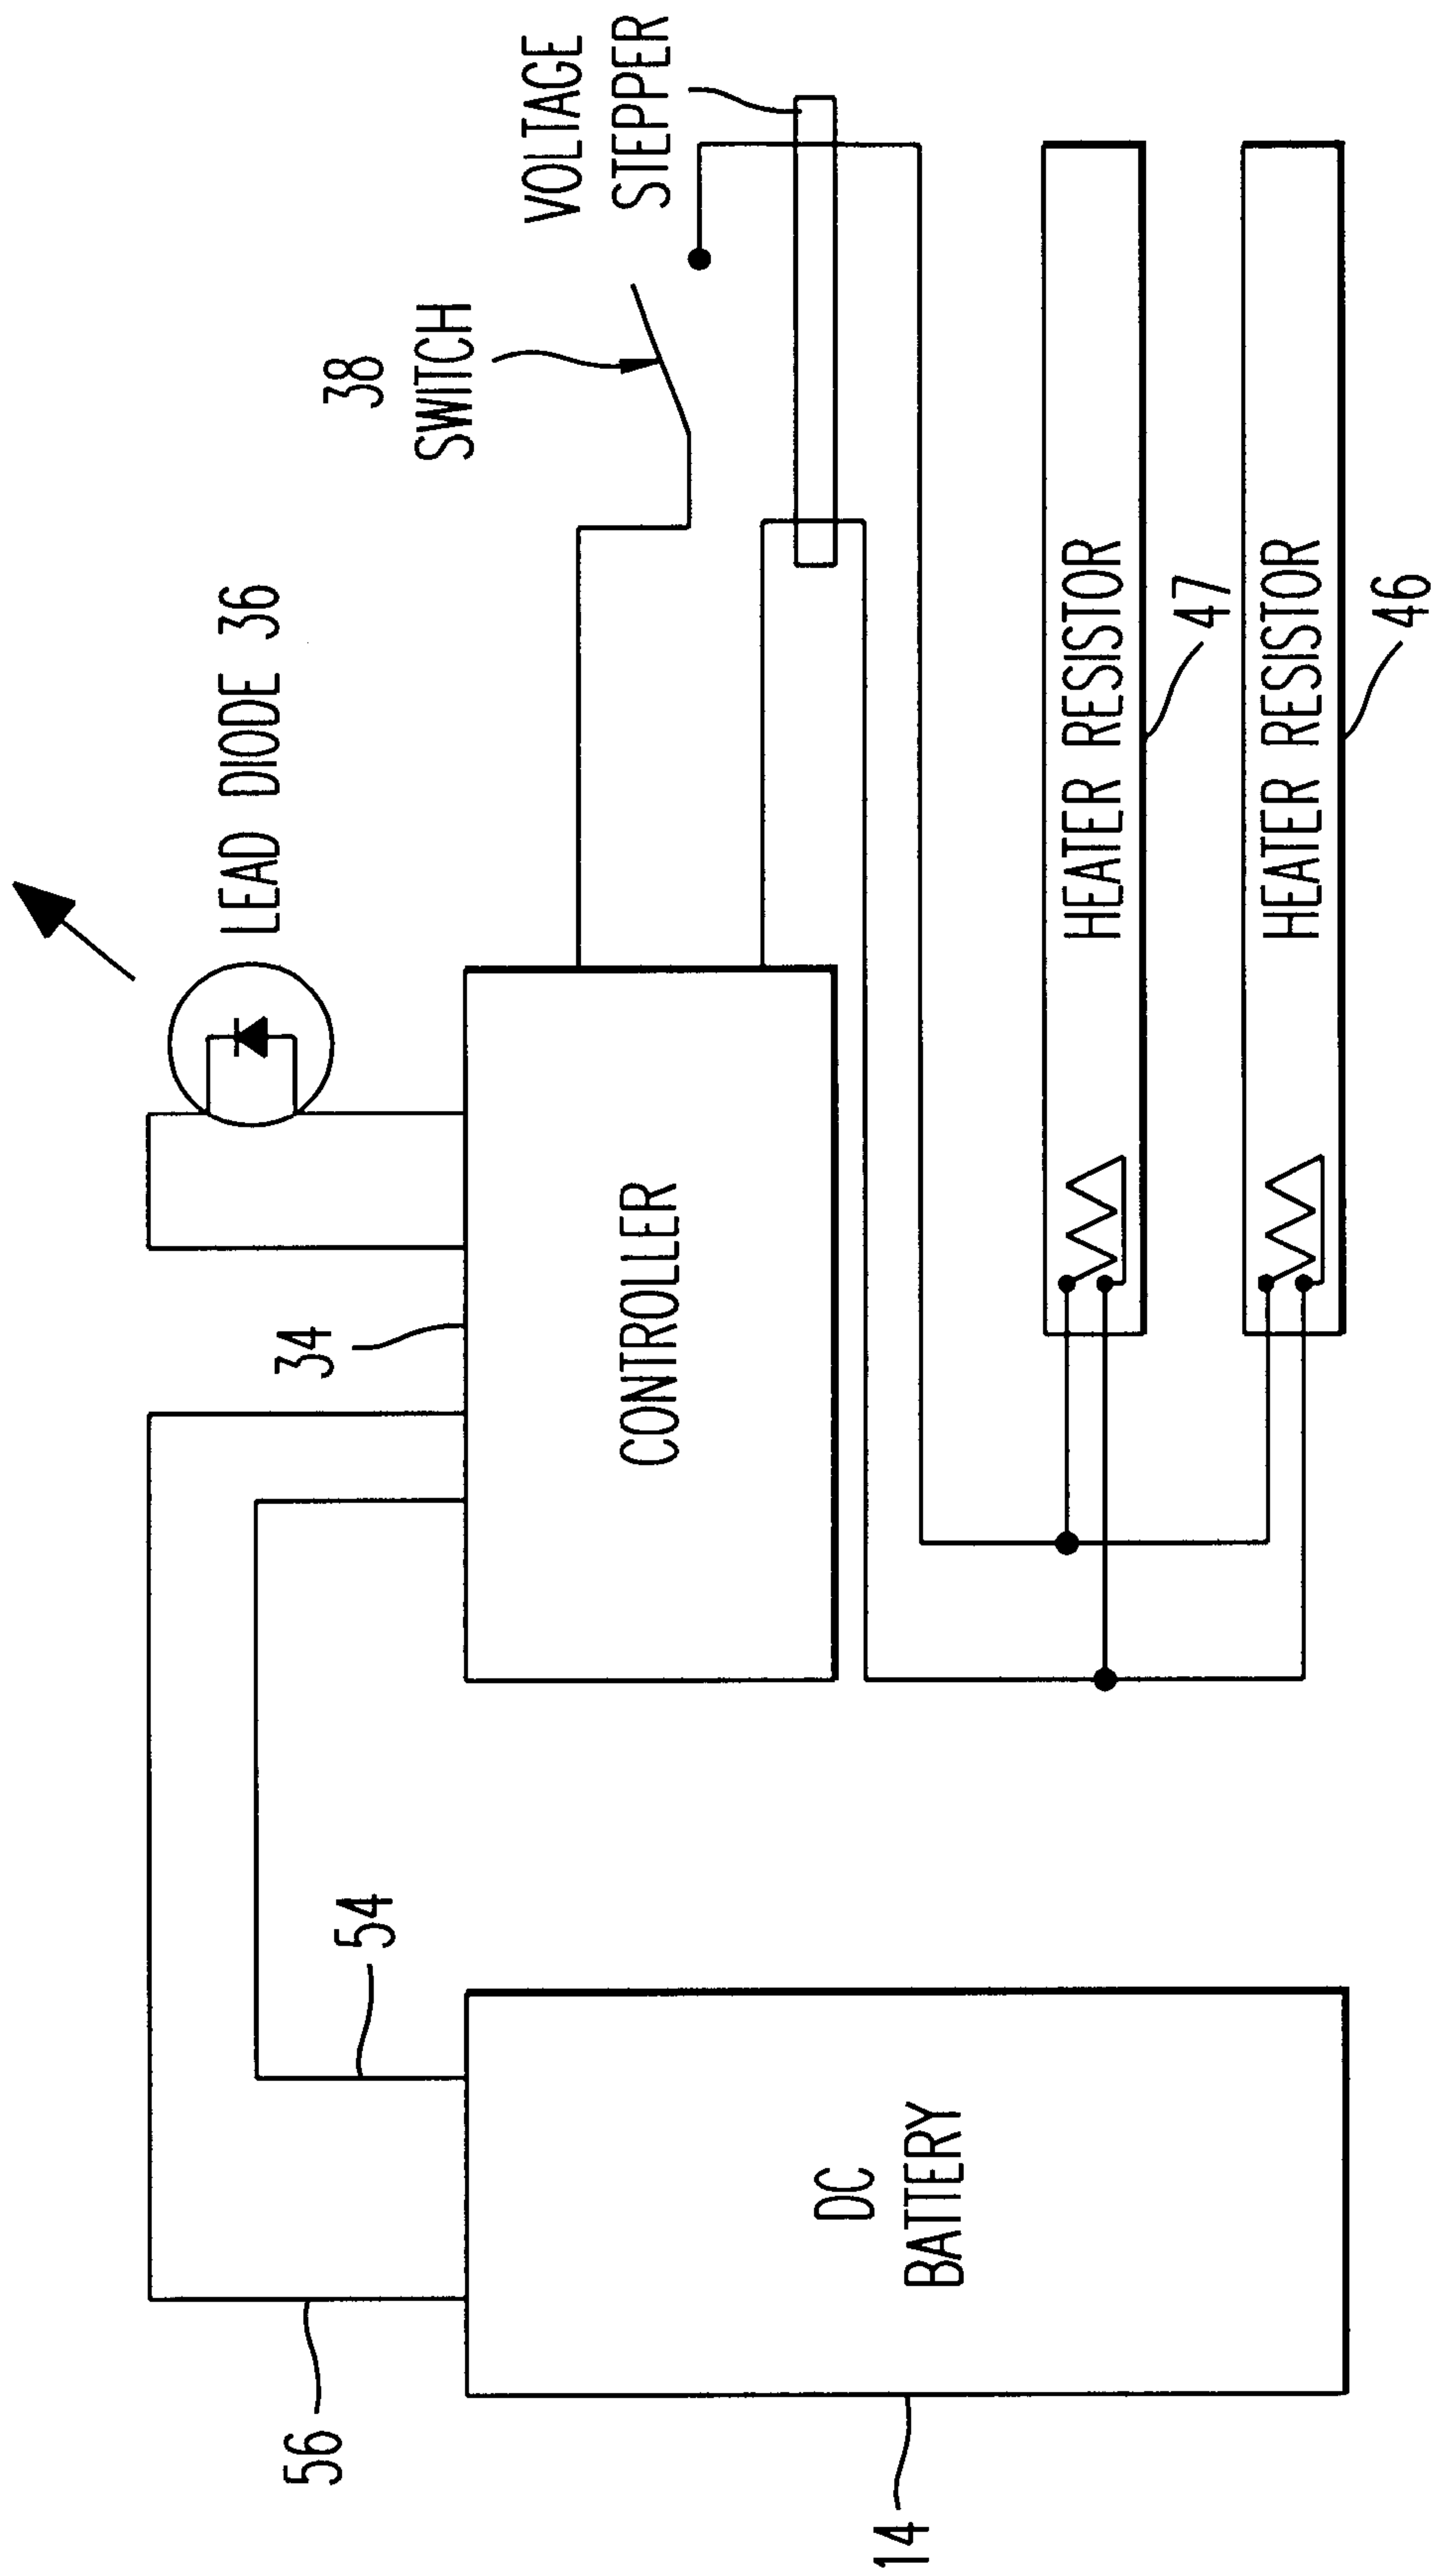 56
54
34
LEAD DIODE 36
38
SWITCH
VOLTAGE
STEPPER
CONTROLLER
DC
BATTERY
14
HEATER RESISTOR
47
HEATER RESISTOR
46